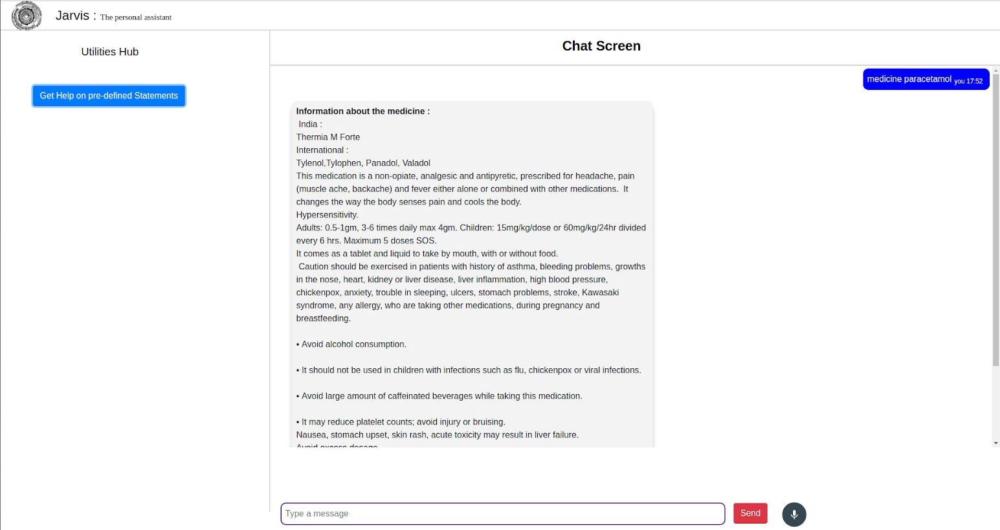 Jarvis : The personal assistant
Utilities Hub
Get Help on pre-defined Statements
Chat Screen
medicine paracetamol you 17:52
Information about the medicine :
India :
Thermia M Forte
International :
Tylenol,Tylophen, Panadol, Valadol
This medication is a non-opiate, analgesic and antipyretic, prescribed for headache, pain
(muscle ache, backache) and fever either alone or combined with other medications.  It
changes the way the body senses pain and cools the body.
Hypersensitivity.
Adults: 0.5-1gm, 3-6 times daily max 4gm. Children: 15mg/kg/dose or 60mg/kg/24hr divided
every 6 hrs. Maximum 5 doses SOS.
It comes as a tablet and liquid to take by mouth, with or without food.
Caution should be exercised in patients with history of asthma, bleeding problems, growths
in the nose, heart, kidney or liver disease, liver inflammation, high blood pressure,
chickenpox, anxiety, trouble in sleeping, ulcers, stomach problems, stroke, Kawasaki
syndrome, any allergy, who are taking other medications, during pregnancy and
breastfeeding.
• Avoid alcohol consumption.
• It should not be used in children with infections such as flu, chickenpox or viral infections.
• Avoid large amount of caffeinated beverages while taking this medication.
• It may reduce platelet counts; avoid injury or bruising.
Nausea, stomach upset, skin rash, acute toxicity may result in liver failure.
Avoid excess dosage
Type a message
Send